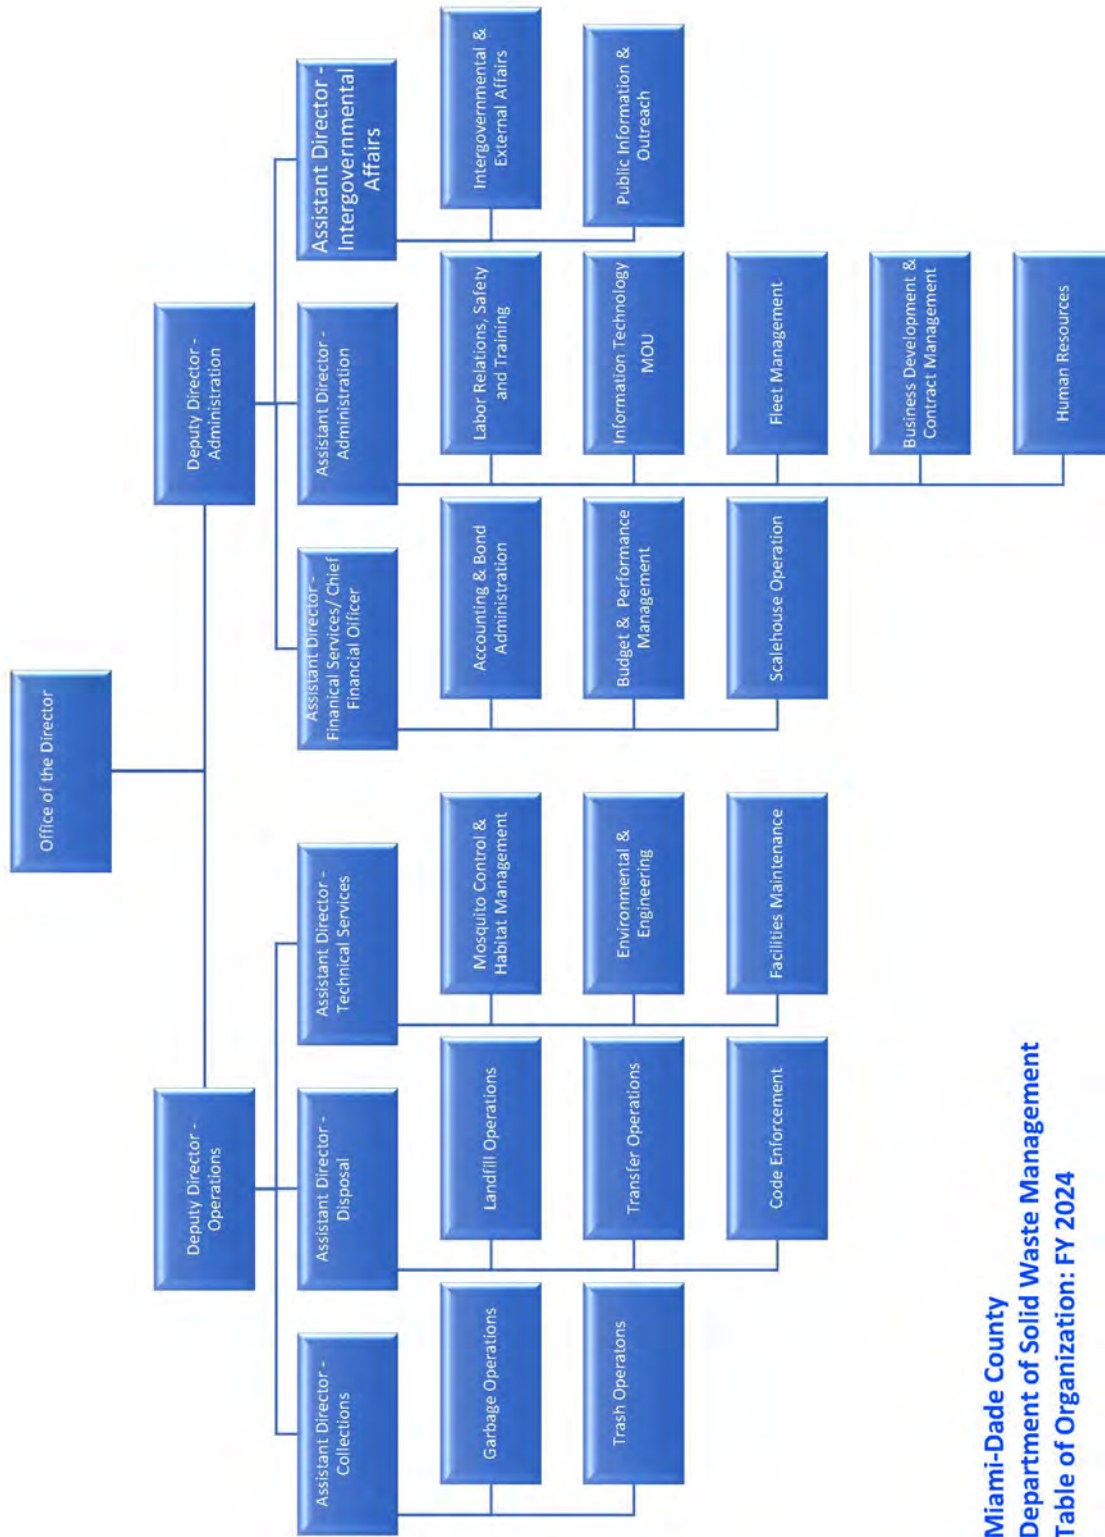 Office of the Director
Deputy Director -
Operations
Deputy Director -
Administration
Assistant Director -
Collections
Assistant Director -
Disposal
Assistant Director -
Technical Services
Assistant Director -
Finanical Services/ Chief
Financial Oificer
Assistant Director -
Administration
Assistant Director -
Intergovernmental
Affairs
Garbage Operations
Trash Operatons
Landfill Operations
Transfer Operations
Code Enforcement
Mosquito Control &
Habitat Management
Environmental &
Engineering
Facilities Maintenance
Accounting & Bond
Administration
Budget & Performance
Management
Scalehouse Operation
Labor Relations, Safety
and Training
Information Technology
MOU
Fleet Management
Business Development &
Contract Management
Human Resources
Intergovernmental &
External Affairs
Public Information &
Outreach
Miami-Dade County
Department of Solid Waste Management
Table of Organization: FY 2024